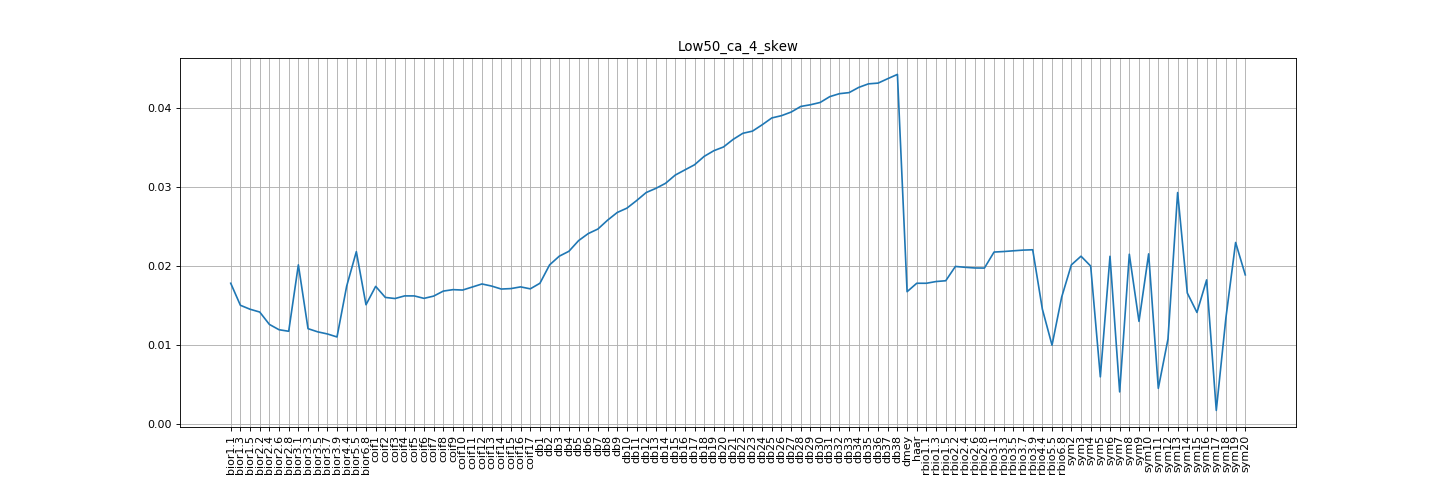 Low50_ca_4_skew
0.04
0.03
0.02
0.01
0.00
bior1.1
bior1.3
bior1.5
bior2.2
bior2.4
bior2.6
bior2.8
bior3.1
bior3.3
bior3.5
bior3.7
bior3.9
bior4.4
bior5.5
bior6.8
coif1
coif2
coif3
coif4
coif5
coif6
coif7
coif8
coif9
coif10
coif11
coif12
coif13
coif14
coif15
coif16
coif17
db1
db2
db3
db4
db5
db6
db7
db8
db9
db10
db11
db12
db13
db14
db15
db16
db17
db18
db19
db20
db21
db22
db23
db24
db25
db26
db27
db28
db29
db30
db31
db32
db33
db34
db35
db36
db37
db38
dmey
haar
rbio1.1
rbio1.3
rbio1.5
rbio2.2
rbio2.4
rbio2.6
rbio2.8
rbio3.1
rbio3.3
rbio3.5
rbio3.7
rbio3.9
rbio4.4
rbio5.5
rbio6.8
sym2
sym3
sym4
sym5
sym6
sym7
sym8
sym9
sym10
sym11
sym12
sym13
sym14
sym15
sym16
sym17
sym18
sym19
sym20